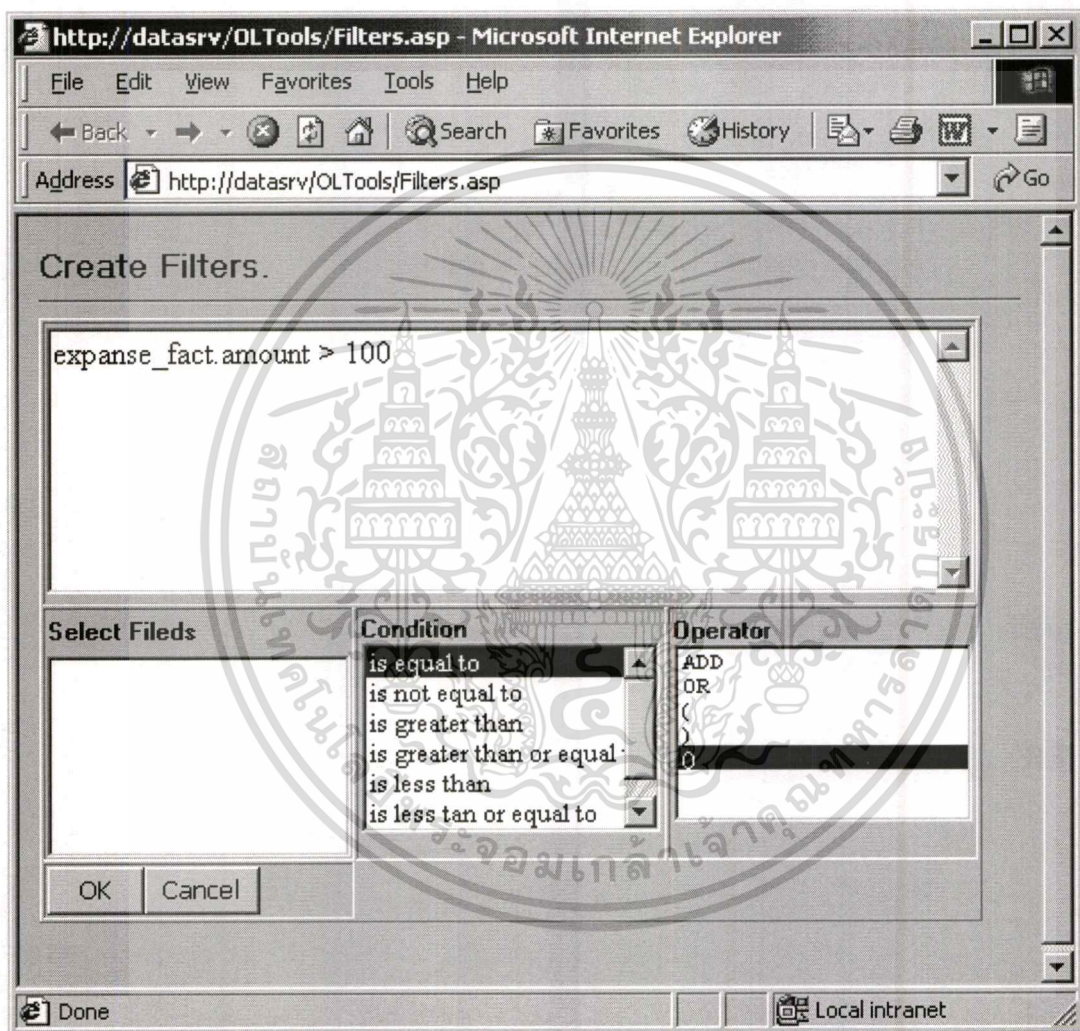 http://datasrv/OLTools/Filters.asp - Microsoft Internet Explorer
File Edit View Favorites Tools Help
Back Search Favorites History
Address http://datasrv/OLTools/Filters.asp Go
Create Filters.
expanse_fact.amount > 100
Select Fileds
Condition
is equal to
is not equal to
is greater than
is greater than or equal
is less than
is less tan or equal to
Operator
ADD
OR
(
)
()
OK Cancel
Done Local intranet